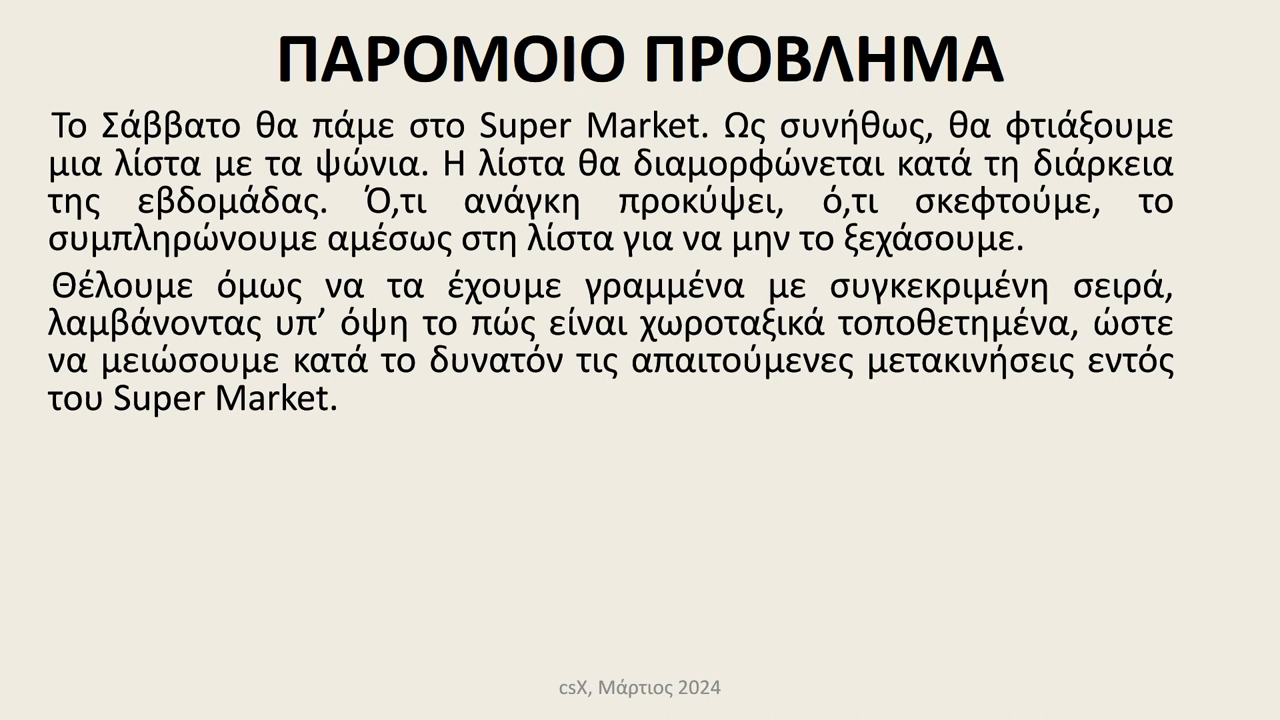 ΠΑΡΟΜΟΙΟ ΠΡΟΒΛΗΜΑ
Το Σάββατο θα πάμε στο Super Market. Ως συνήθως, θα φτιάξουμε
μια λίστα με τα ψώνια. Η λίστα θα διαμορφώνεται κατά τη διάρκεια
της εβδομάδας. Ό,τι ανάγκη προκύψει, ό,τι σκεφτούμε, το
συμπληρώνουμε αμέσως στη λίστα για να μην το ξεχάσουμε.
Θέλουμε όμως να τα έχουμε γραμμένα με συγκεκριμένη σειρά,
λαμβάνοντας υπ’ όψη το πώς είναι χωροταξικά τοποθετημένα, ώστε
να μειώσουμε κατά το δυνατόν τις απαιτούμενες μετακινήσεις εντός
του Super Market.
csX, Μάρτιος 2024